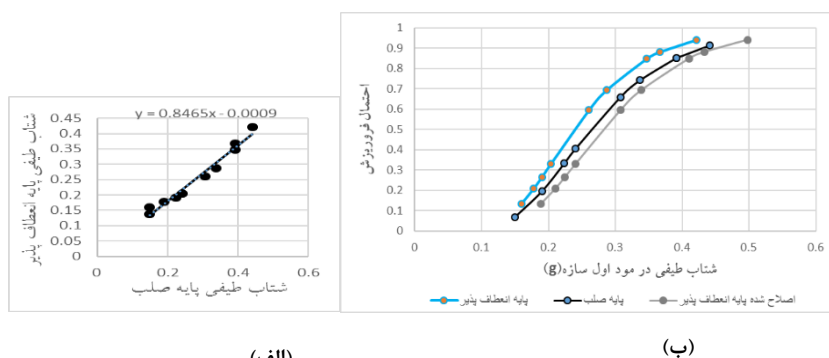 y = 0.8465x - 0.0009
شتاب طیفی پایه انعطاف پذیر
0.45
0.4
0.35
0.3
0.25
0.2
0.15
0.1
0.05
0
0 0.2 0.4 0.6
شتاب طیفی پایه صلب
(الف)
احتمال فروریزش
1
0.9
0.8
0.7
0.6
0.5
0.4
0.3
0.2
0.1
0
0 0.1 0.2 0.3 0.4 0.5 0.6
شتاب طیفی در مود اول سازه(g)
پایه انعطاف پذیر
پایه صلب
اصلاح شده پایه انعطاف پذیر
(ب)